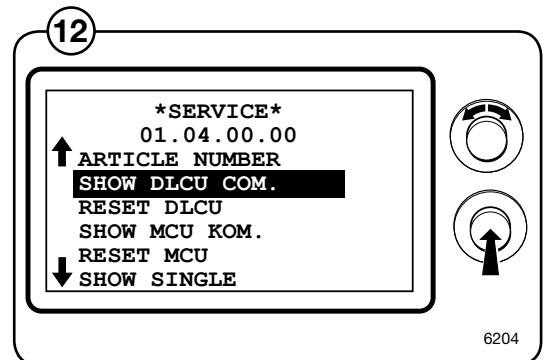 12
*SERVICE*
01.04.00.00
ARTICLE NUMBER
SHOW DLCU COM.
RESET DLCU
SHOW MCU KOM.
RESET MCU
SHOW SINGLE
6204